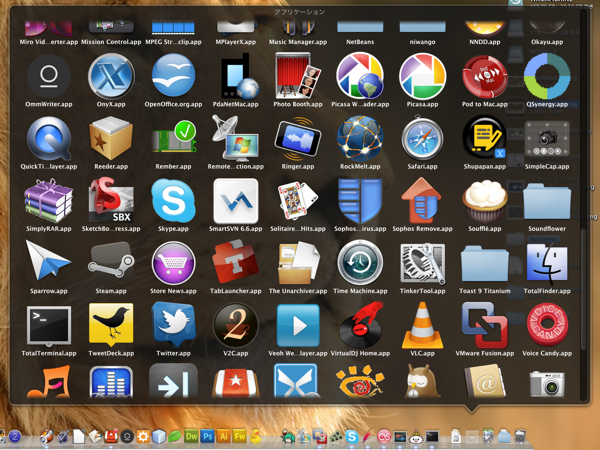 アプリケーション
Miro Vid...erter.app Mission Control.app MPEG Str...clip.app MPlayerX.app Music Manager.app NetBeans niwango NNDD.app Okayu.app
OmmWriter.app OnyX.app OpenOffice.org.app PdaNetMac.app Photo Booth.app Picasa W...ader.app Picasa.app Pod to Mac.app QSynergy.app
QuickTi...layer.app Reeder.app Rember.app Remote...ction.app Ringer.app RockMelt.app Safari.app Shupapan.app SimpleCap.app
SimplyRAR.app SketchBo...ress.app Skype.app SmartSVN 6.6.app Solitaire...Hits.app Sophos...irus.app Sophos Remove.app Soufflé.app Soundflower
Sparrow.app Steam.app Store News.app TabLauncher.app The Unarchiver.app Time Machine.app TinkerTool.app Toast 9 Titanium TotalFinder.app
TotalTerminal.app TweetDeck.app Twitter.app V2C.app Veoh We...layer.app VirtualDJ Home.app VLC.app VMware Fusion.app Voice Candy.app